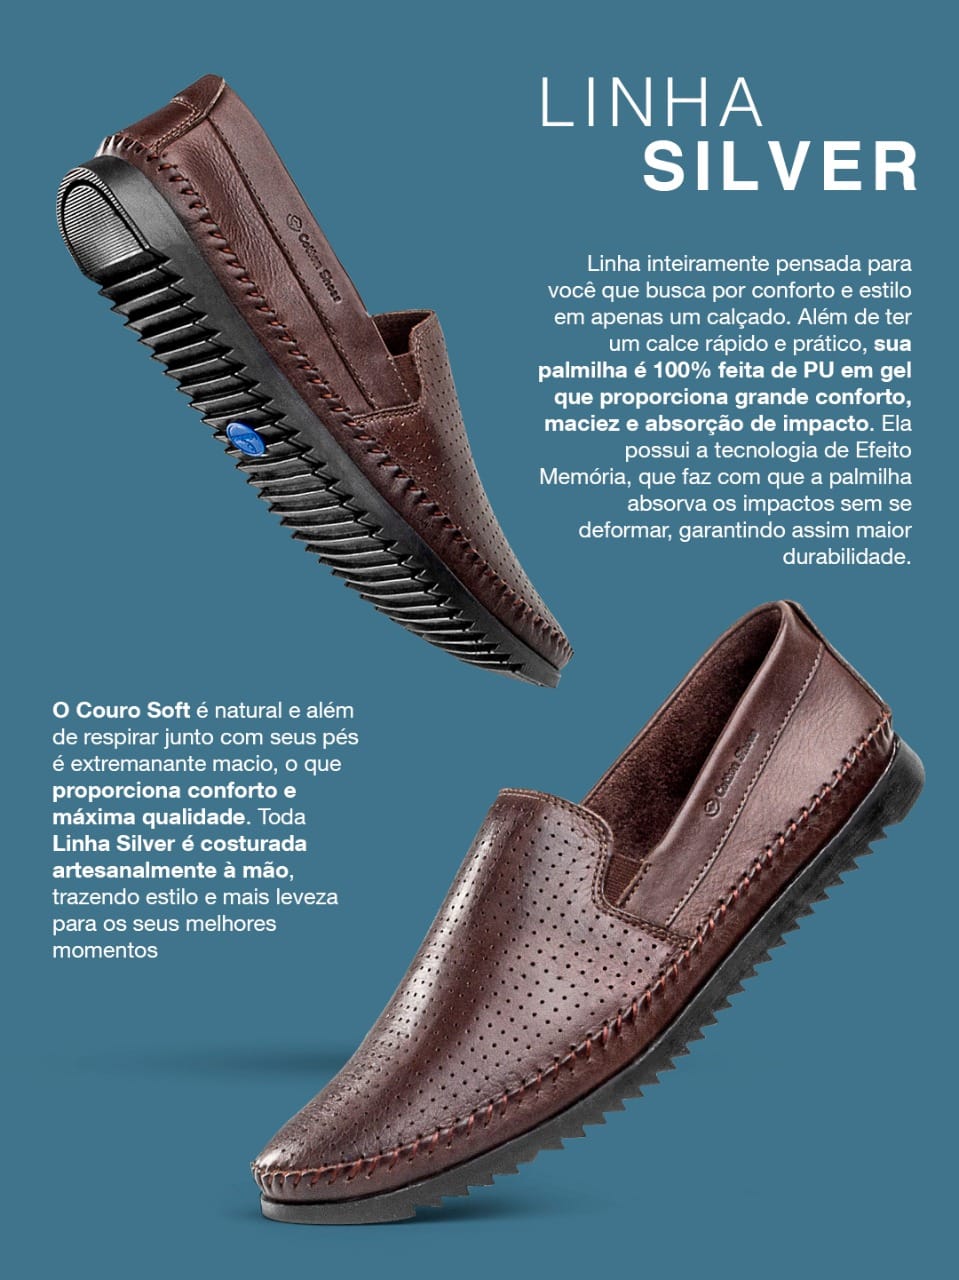 LINHA
SILVER
Linha inteiramente pensada para
você que busca por conforto e estilo
em apenas um calçado. Além de ter
um calce rápido e prático, sua
palmilha é 100% feita de PU em gel
que proporciona grande conforto,
maciez e absorção de impacto. Ela
possui a tecnologia de Efeito
Memória, que faz com que a palmilha
absorva os impactos sem se
deformar, garantindo assim maior
durabilidade.
Cotton Shoes
O Couro Soft é natural e além
de respirar junto com seus pés
é extremanante macio, o que
proporciona conforto e
máxima qualidade. Toda
Linha Silver é costurada
artesanalmente à mão,
trazendo estilo e mais leveza
para os seus melhores
momentos
Cotton Shoes